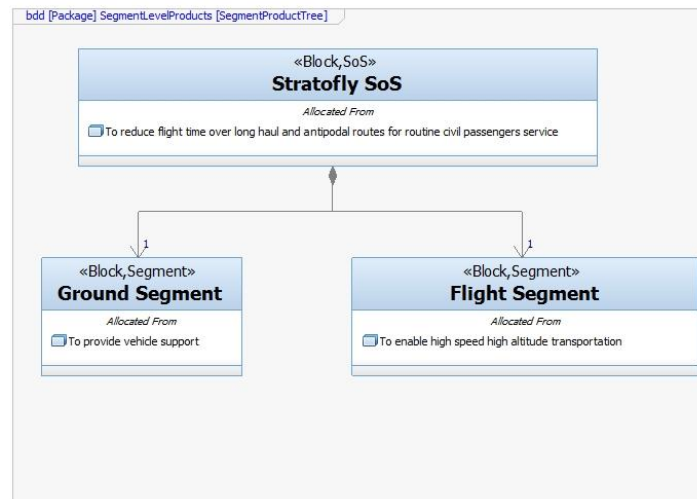 bdd [Package] SegmentLevelProducts [SegmentProductTree]
«Block,SoS»
Stratofly SoS
Allocated From
To reduce flight time over long haul and antipodal routes for routine civil passengers service
1
1
«Block,Segment»
Ground Segment
Allocated From
To provide vehicle support
«Block,Segment»
Flight Segment
Allocated From
To enable high speed high altitude transportation